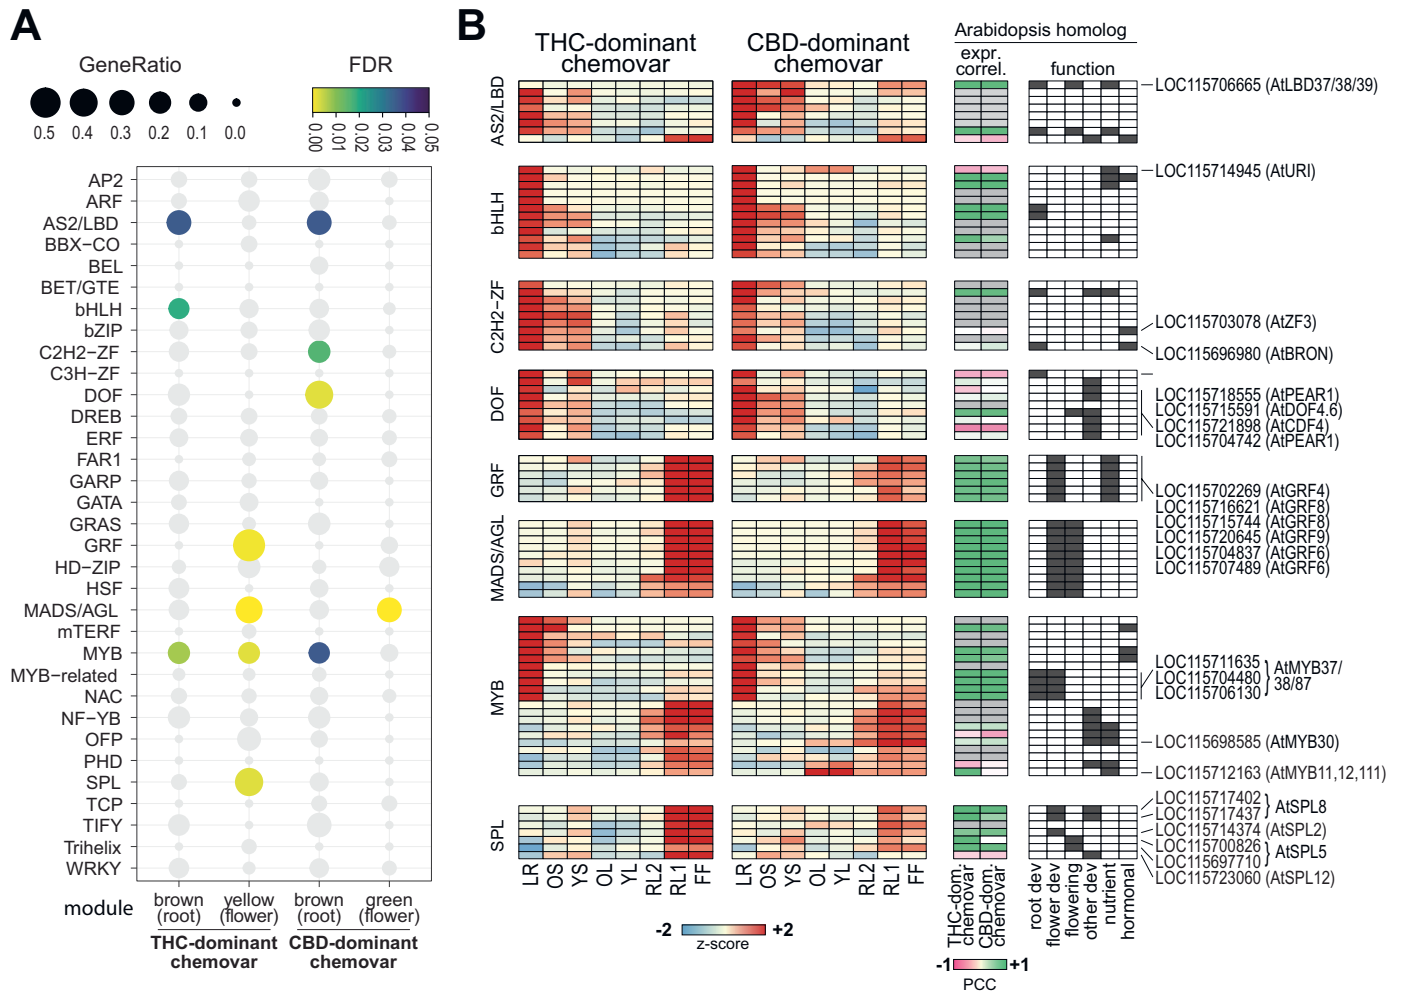 A
GeneRatio
0.5 0.4 0.3 0.2 0.1 0.0
FDR
0.00 0.01 0.02 0.03 0.04 0.05
AP2
ARF
AS2/LBD
BBX−CO
BEL
BET/GTE
bHLH
bZIP
C2H2−ZF
C3H−ZF
DOF
DREB
ERF
FAR1
GARP
GATA
GRAS
GRF
HD−ZIP
HSF
MADS/AGL
mTERF
MYB
MYB−related
NAC
NF−YB
OFP
PHD
SPL
TCP
TIFY
Trihelix
WRKY
module
brown (root)
yellow (flower)
brown (root)
green (flower)
THC-dominant chemovar
CBD-dominant chemovar
B
THC-dominant
chemovar
CBD-dominant
chemovar
Arabidopsis homolog
expr.
correl.
function
AS2/LBD
bHLH
C2H2−ZF
DOF
GRF
MADS/AGL
MYB
SPL
LOC115706665 (AtLBD37/38/39)
LOC115714945 (AtURI)
LOC115703078 (AtZF3)
LOC115696980 (AtBRON)
LOC115718555 (AtPEAR1)
LOC115715591 (AtDOF4.6)
LOC115721898 (AtCDF4)
LOC115704742 (AtPEAR1)
LOC115702269 (AtGRF4)
LOC115716621 (AtGRF8)
LOC115715744 (AtGRF8)
LOC115720645 (AtGRF9)
LOC115704837 (AtGRF6)
LOC115707489 (AtGRF6)
LOC115711635
LOC115704480
LOC115706130
AtMYB37/
38/87
LOC115698585 (AtMYB30)
LOC115712163 (AtMYB11,12,111)
LOC115717402
LOC115717437
AtSPL8
LOC115714374 (AtSPL2)
LOC115700826
LOC115697710
AtSPL5
LOC115723060 (AtSPL12)
LR OS YS OL YL RL2 RL1 FF
LR OS YS OL YL RL2 RL1 FF
THC-dom. chemovar
CBD-dom. chemovar
root dev
flower dev
flowering
other dev
nutrient
hormonal
-2 +2
z-score
-1 +1
PCC